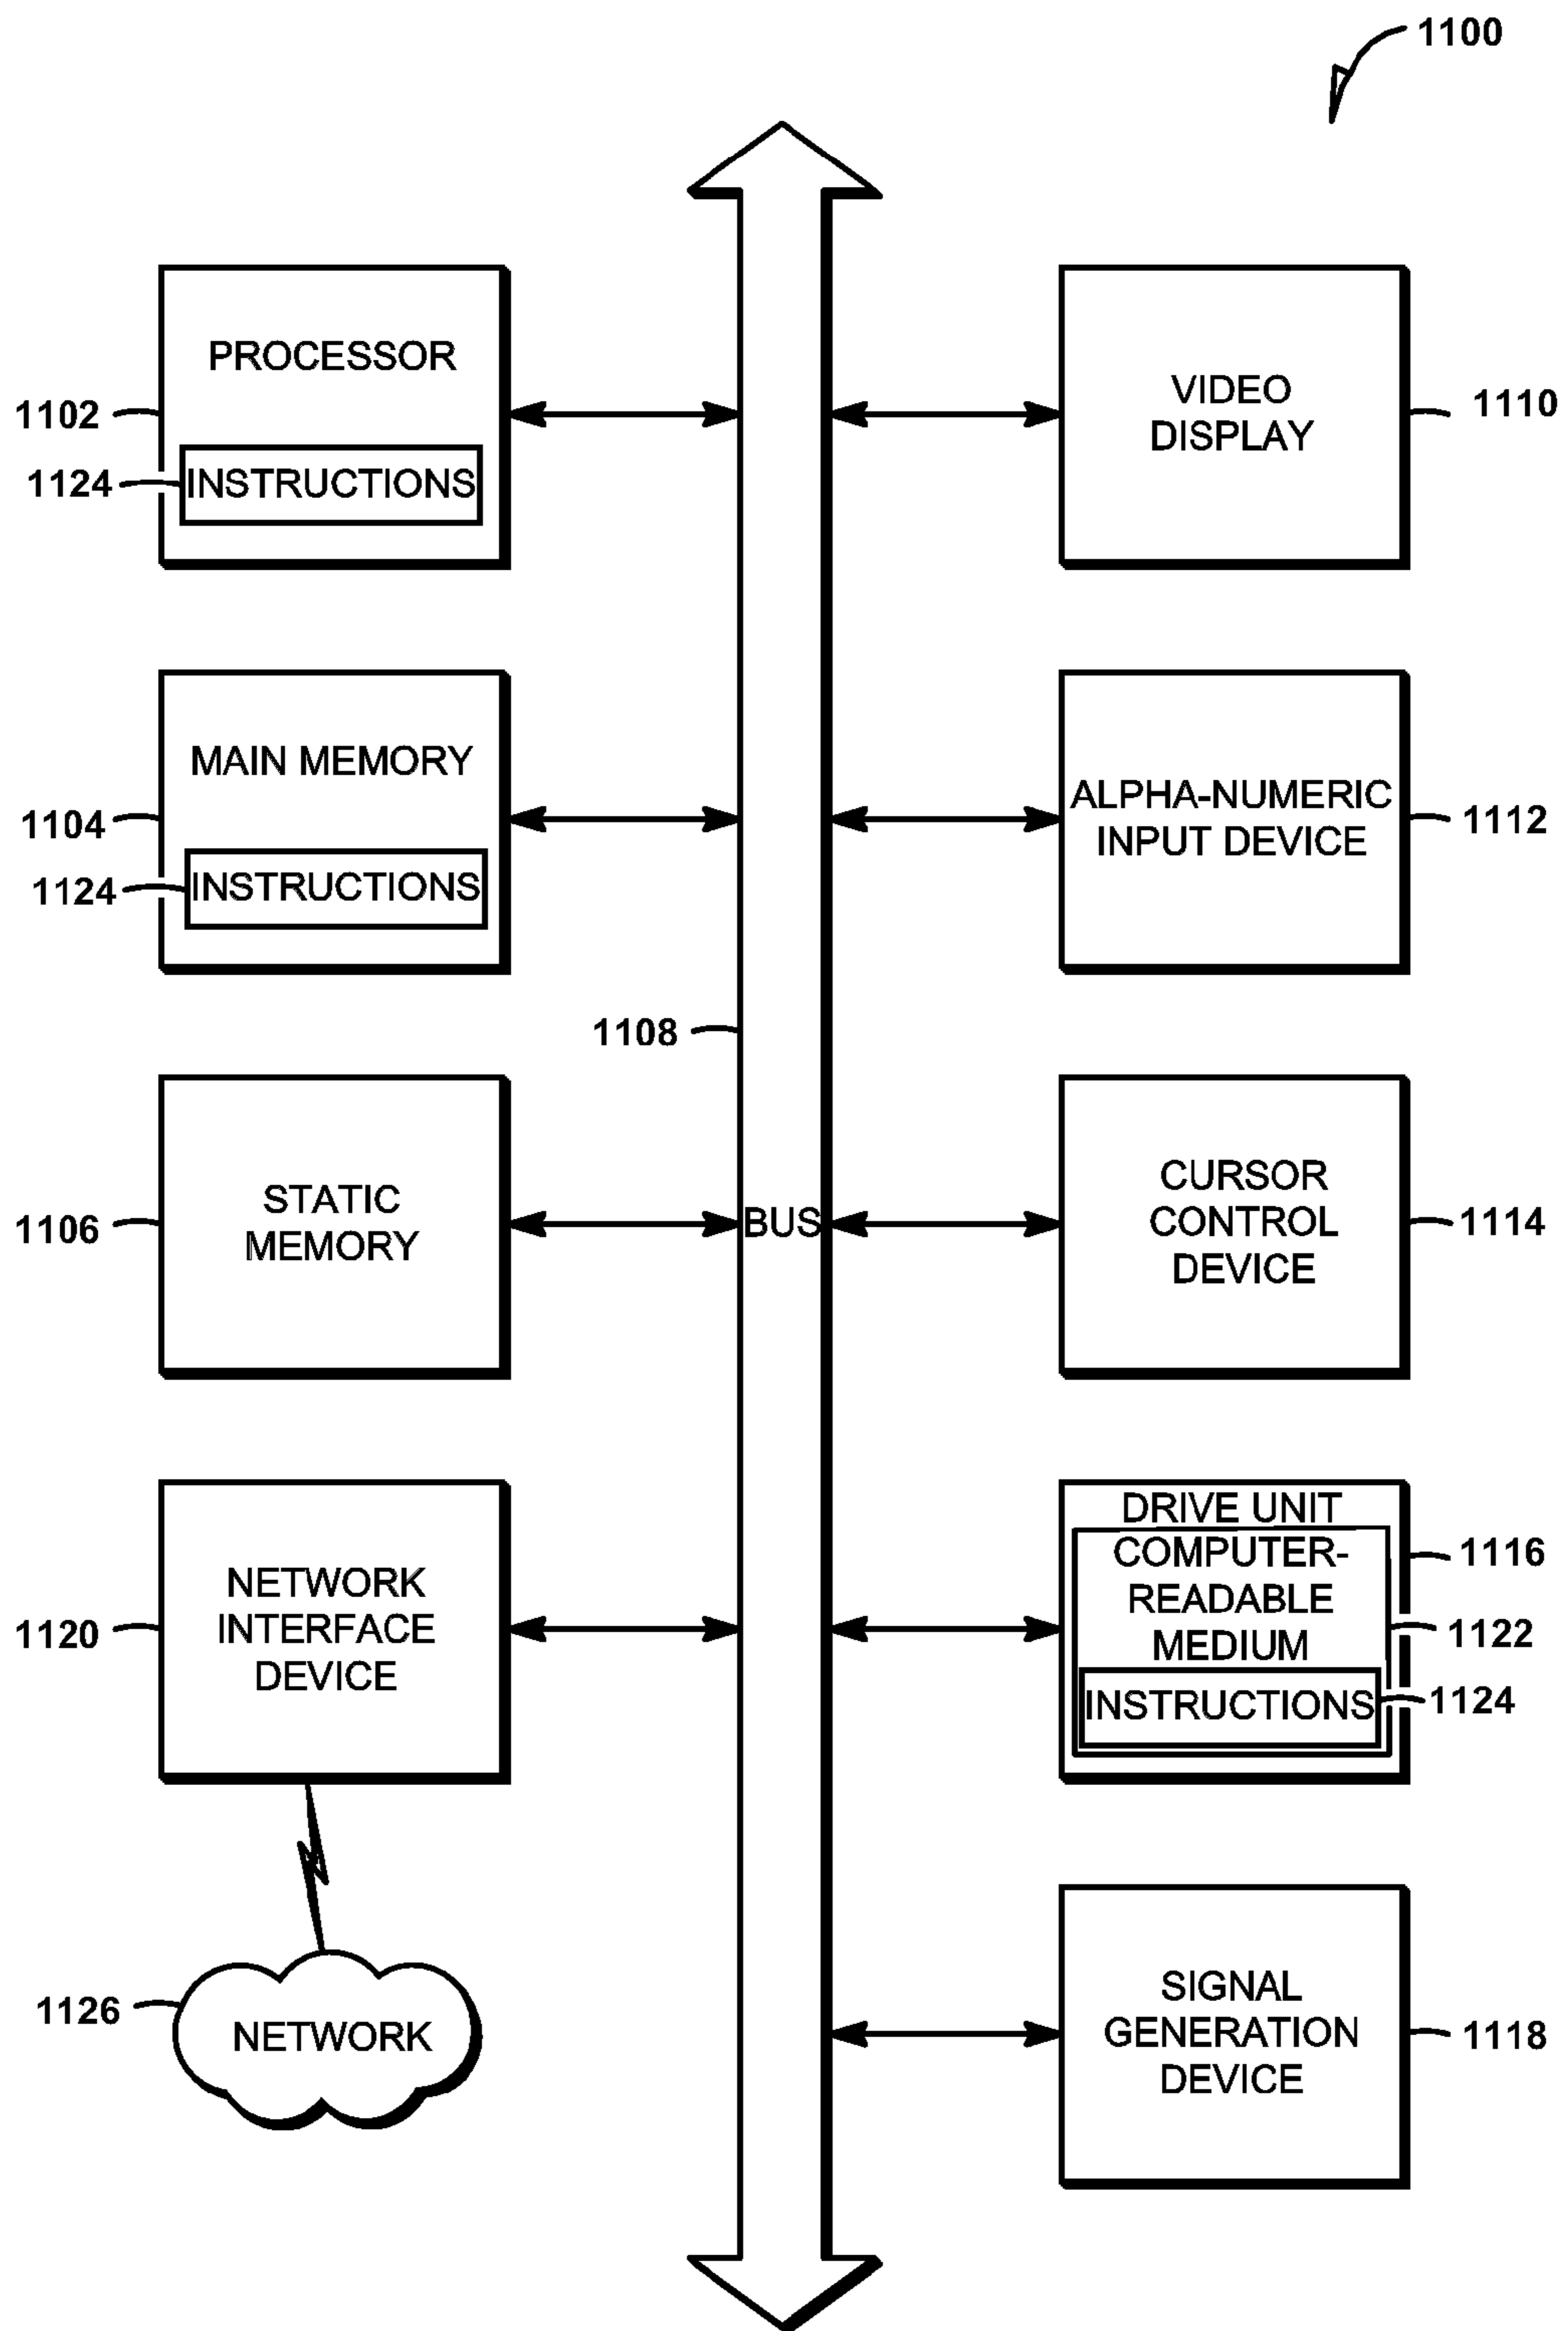 1100
PROCESSOR
1102
1124
INSTRUCTIONS
VIDEO
DISPLAY
1110
MAIN MEMORY
1104
1124
INSTRUCTIONS
ALPHA-NUMERIC
INPUT DEVICE
1112
1108
STATIC
MEMORY
1106
BUS
CURSOR
CONTROL
DEVICE
1114
NETWORK
INTERFACE
DEVICE
1120
DRIVE UNIT
COMPUTER-
READABLE
MEDIUM
INSTRUCTIONS
1116
1122
1124
1126
NETWORK
SIGNAL
GENERATION
DEVICE
1118